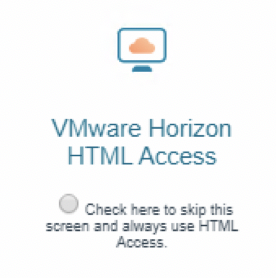 VMware Horizon
HTML Access
Check here to skip this
screen and always use HTML
Access.